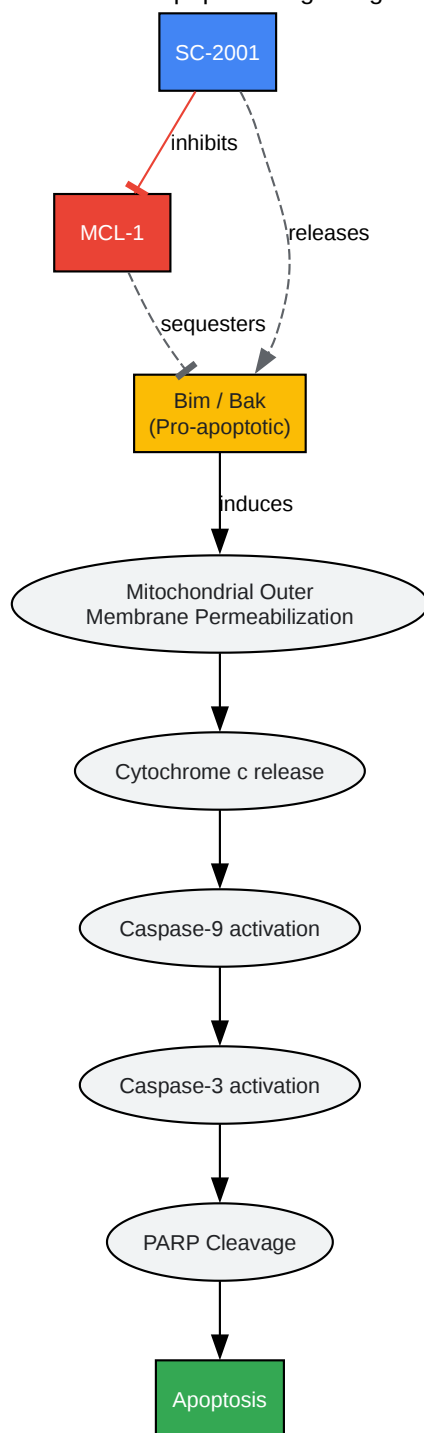 SC-2001
inhibits
MCL-1
releases
sequesters
Bim / Bak
(Pro-apoptotic)
induces
Mitochondrial Outer
Membrane Permeabilization
Cytochrome c release
Caspase-9 activation
Caspase-3 activation
PARP Cleavage
Apoptosis